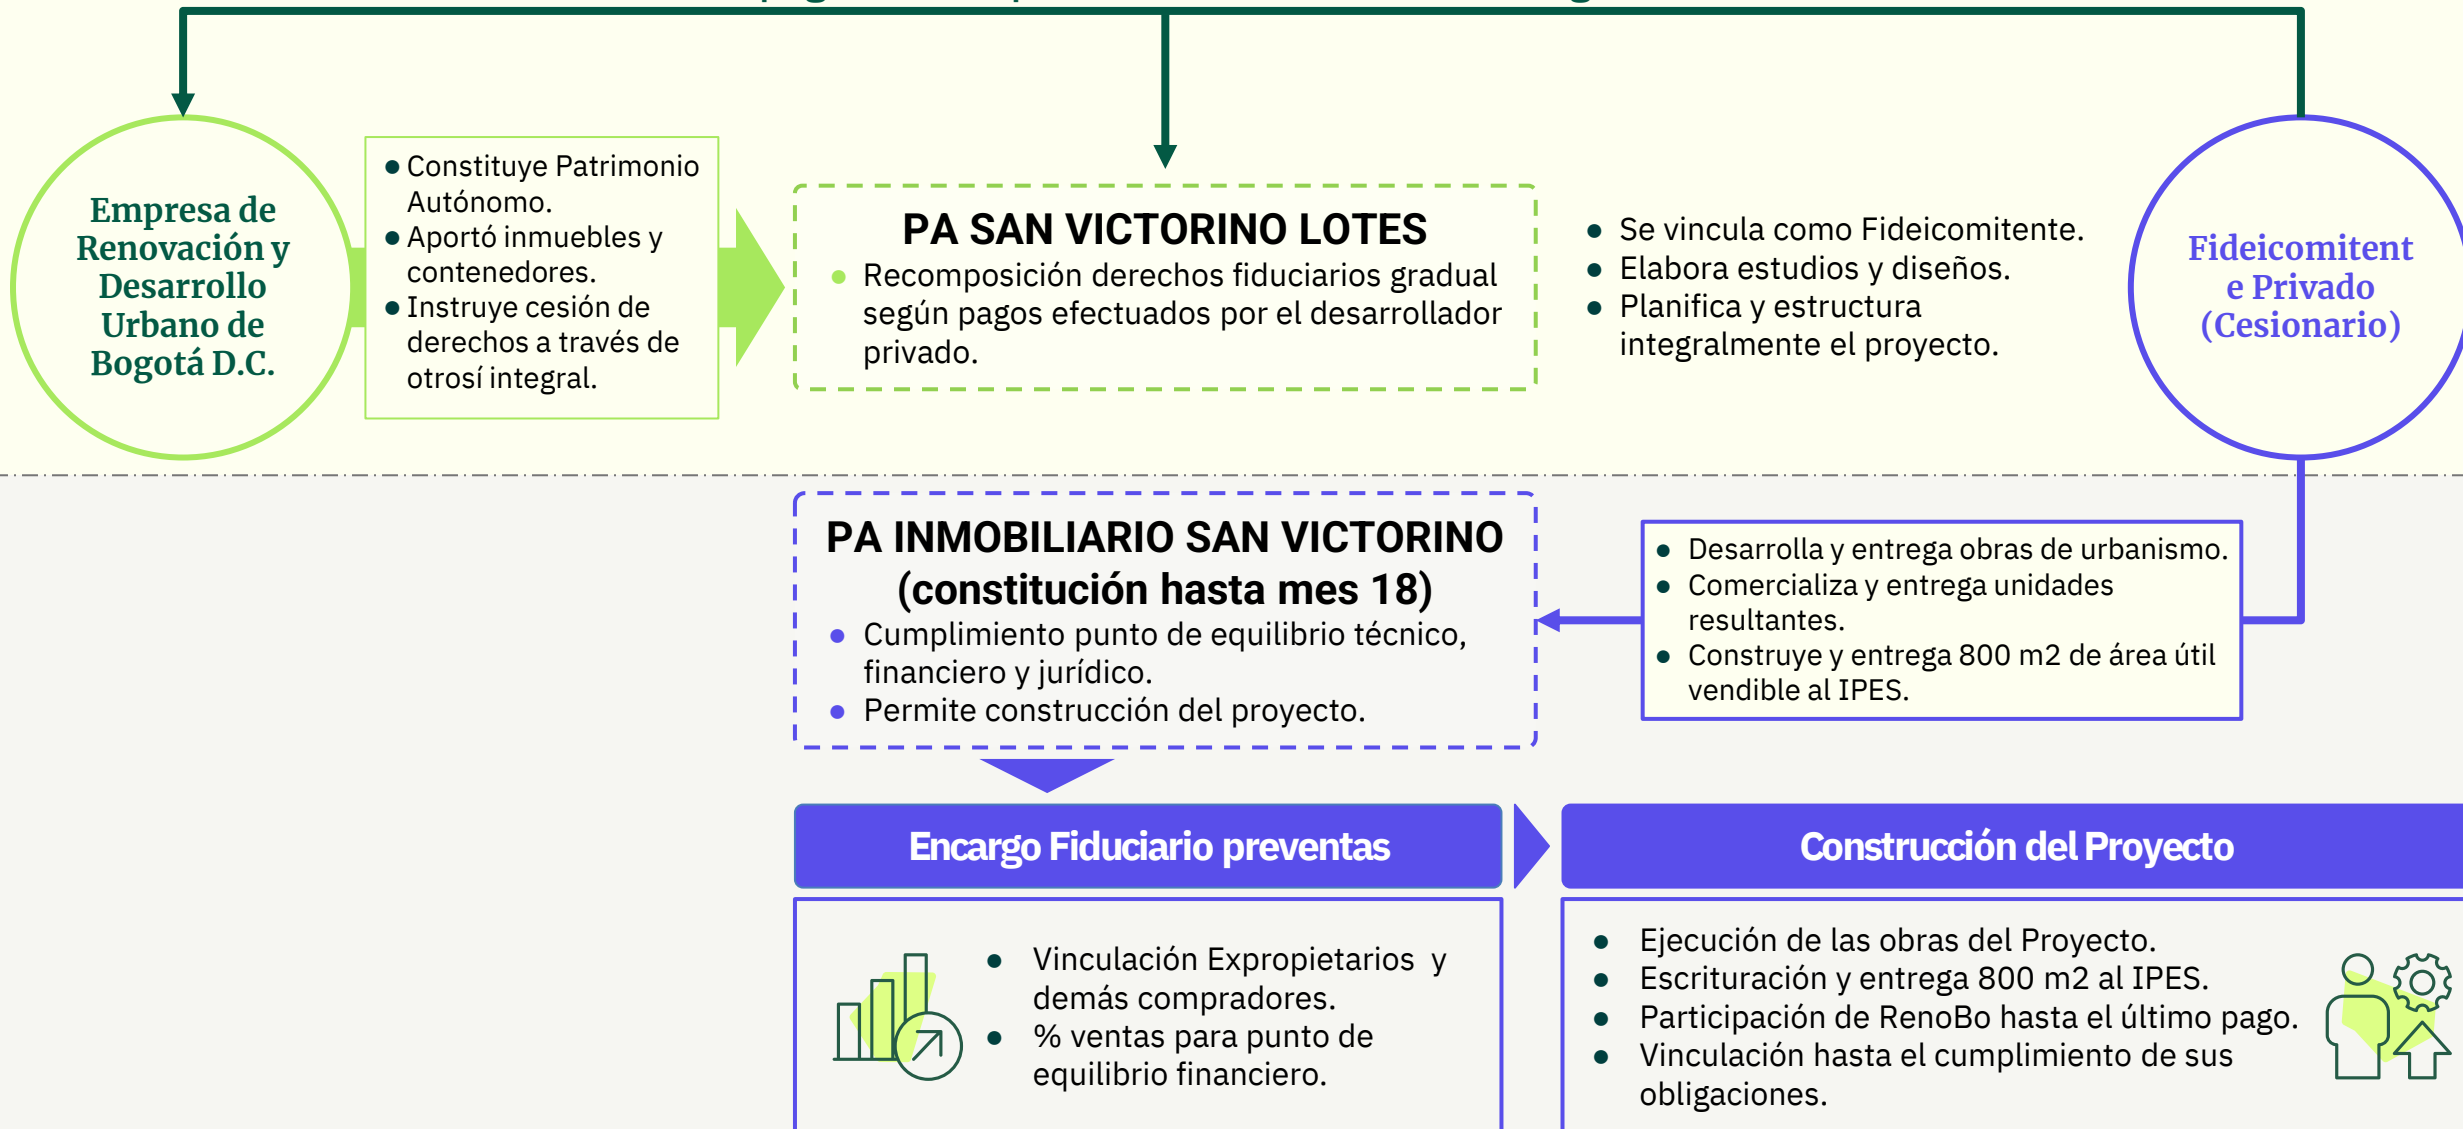 Empresa de
Renovación y
Desarrollo
Urbano de
Bogotá D.C.
● Constituye Patrimonio
Autónomo.
● Aportó inmuebles y
contenedores.
● Instruye cesión de
derechos a través de
otrosí integral.
PA SAN VICTORINO LOTES
● Recomposición derechos fiduciarios gradual
según pagos efectuados por el desarrollador
privado.
● Se vincula como Fideicomitente.
● Elabora estudios y diseños.
● Planifica y estructura
integralmente el proyecto.
Fideicomitent
e Privado
(Cesionario)
PA INMOBILIARIO SAN VICTORINO
(constitución hasta mes 18)
● Cumplimiento punto de equilibrio técnico,
financiero y jurídico.
● Permite construcción del proyecto.
● Desarrolla y entrega obras de urbanismo.
● Comercializa y entrega unidades
resultantes.
● Construye y entrega 800 m2 de área útil
vendible al IPES.
Encargo Fiduciario preventas
● Vinculación Expropietarios y
demás compradores.
● % ventas para punto de
equilibrio financiero.
Construcción del Proyecto
● Ejecución de las obras del Proyecto.
● Escrituración y entrega 800 m2 al IPES.
● Participación de RenoBo hasta el último pago.
● Vinculación hasta el cumplimiento de sus
obligaciones.